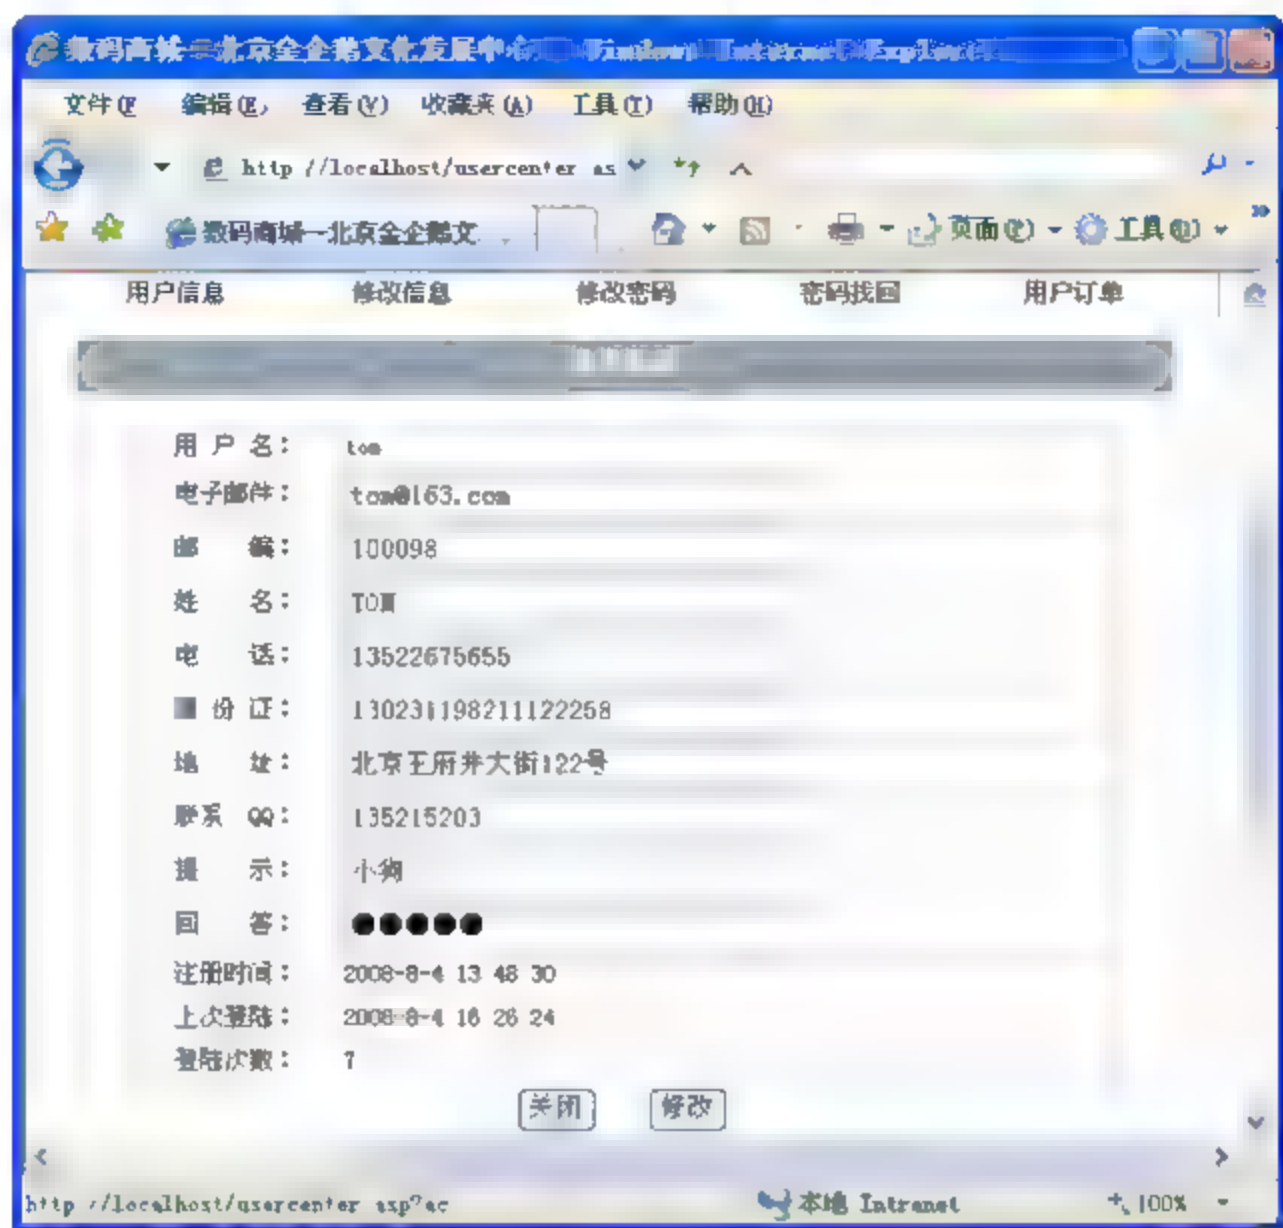 数码商城--北京金企鹅文化发展中心 - Windows Internet Explorer
文件(F) 编辑(E) 查看(V) 收藏夹(A) 工具(T) 帮助(H)
http //localhost/usercenter as
数码商城--北京金企鹅文 页面(P) 工具(O)
用户信息 修改信息 修改密码 密码找回 用户订单
用 户 名: tom
电子邮件: tom@163.com
邮 编: 100098
姓 名: TOM
电 话: 13522675655
份 证: 130231198211122258
地 址: 北京王府井大街122号
联系 QQ: 135215203
提 示: 小狗
回 答: ●●●●●
注册时间: 2008-8-4 13 48 30
上次登陆: 2008-8-4 16 26 24
登陆次数: 7
关闭 修改
http //localhost/usercenter asp?ac 本地 Intranet 100%